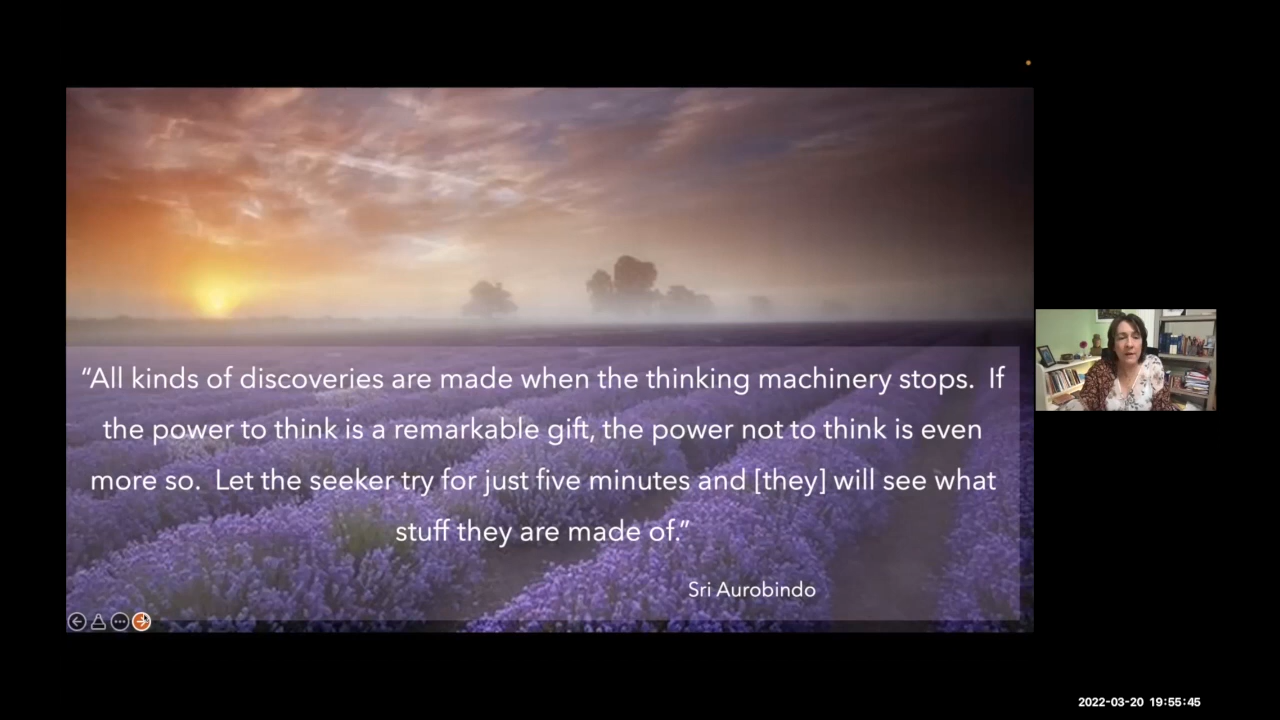 “All kinds of discoveries are made when the thinking machinery stops.  If
the power to think is a remarkable gift, the power not to think is even
more so.  Let the seeker try for just five minutes and [they] will see what
stuff they are made of.”
Sri Aurobindo
2022-03-20 19:55:45